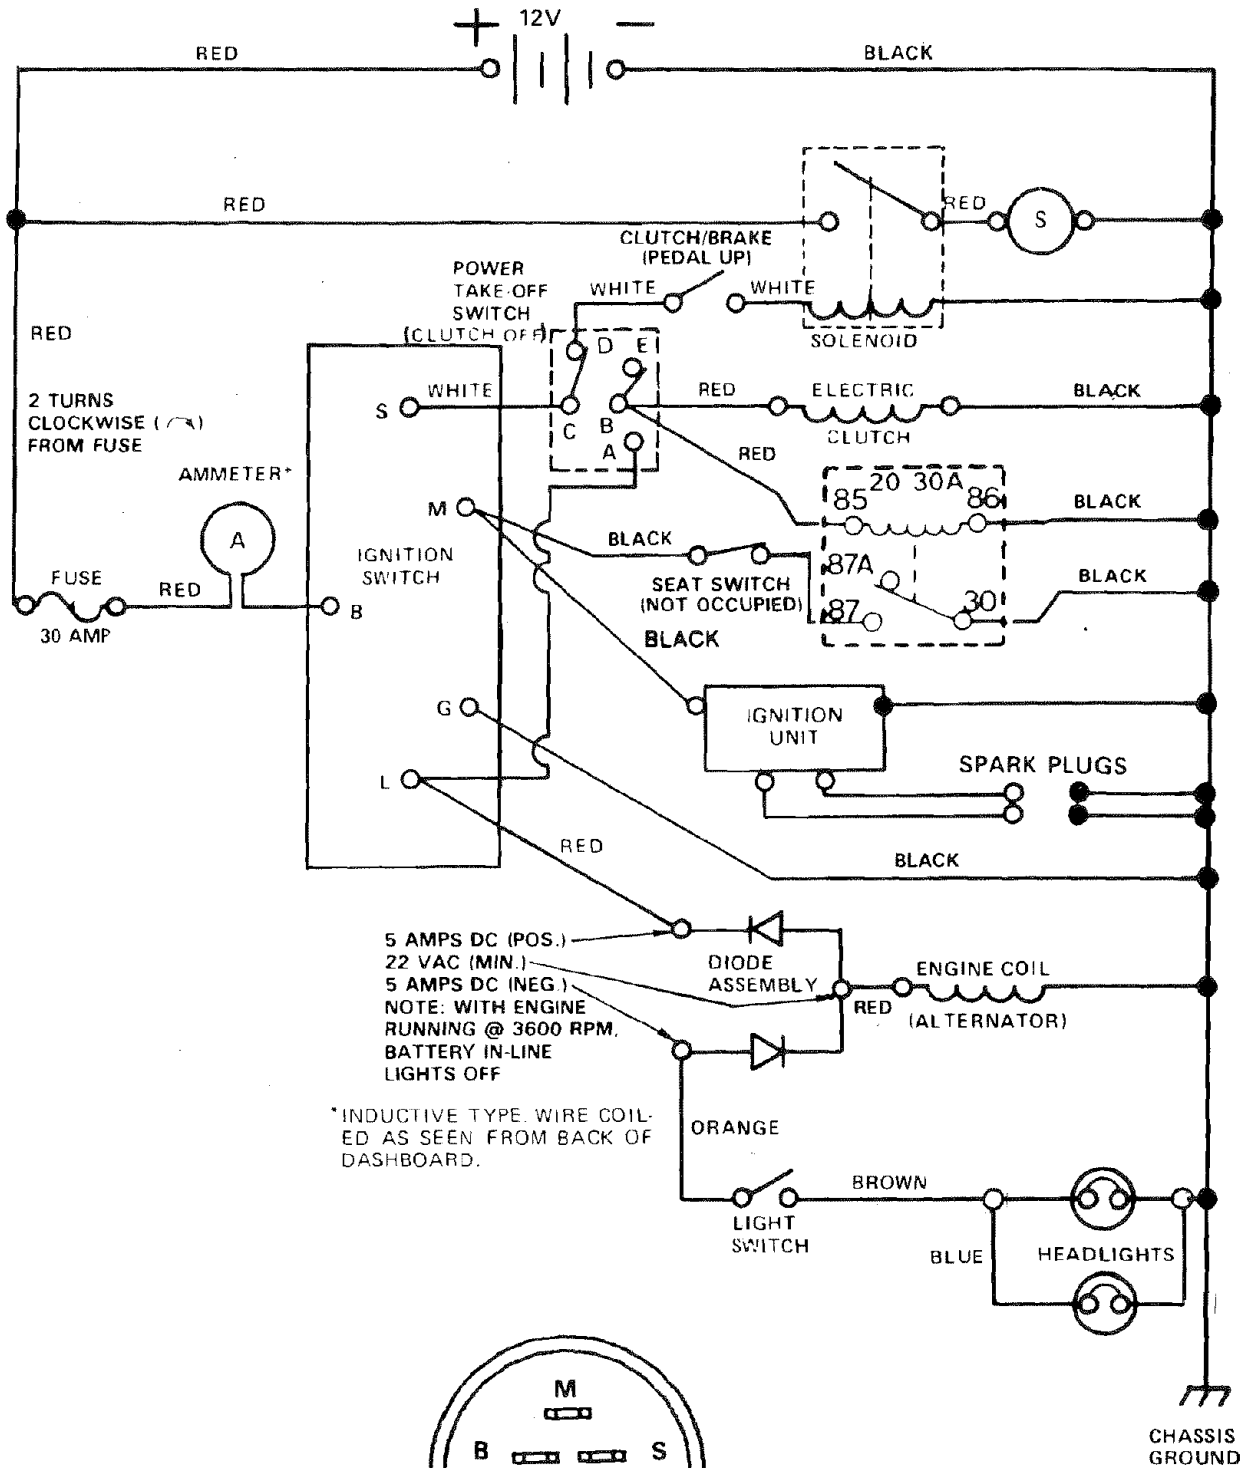 12V
+
−
RED
BLACK
RED
RED
S
CLUTCH/BRAKE
(PEDAL UP)
POWER
TAKE-OFF
SWITCH
(CLUTCH OFF)
WHITE
WHITE
SOLENOID
RED
D
E
2 TURNS
CLOCKWISE ( )
FROM FUSE
S
WHITE
C
B
A
RED
ELECTRIC
CLUTCH
BLACK
RED
AMMETER*
A
M
20 30A
85
86
BLACK
IGNITION
SWITCH
BLACK
SEAT SWITCH
(NOT OCCUPIED)
87A
87
30
BLACK
FUSE
30 AMP
RED
B
BLACK
G
IGNITION
UNIT
SPARK PLUGS
L
RED
BLACK
5 AMPS DC (POS.)
22 VAC (MIN.)
5 AMPS DC (NEG.)
NOTE: WITH ENGINE
RUNNING @ 3600 RPM,
BATTERY IN-LINE
LIGHTS OFF
DIODE
ASSEMBLY
RED
ENGINE COIL
(ALTERNATOR)
*INDUCTIVE TYPE. WIRE COIL-
ED AS SEEN FROM BACK OF
DASHBOARD.
ORANGE
LIGHT
SWITCH
BROWN
BLUE
HEADLIGHTS
M
B
S
CHASSIS
GROUND